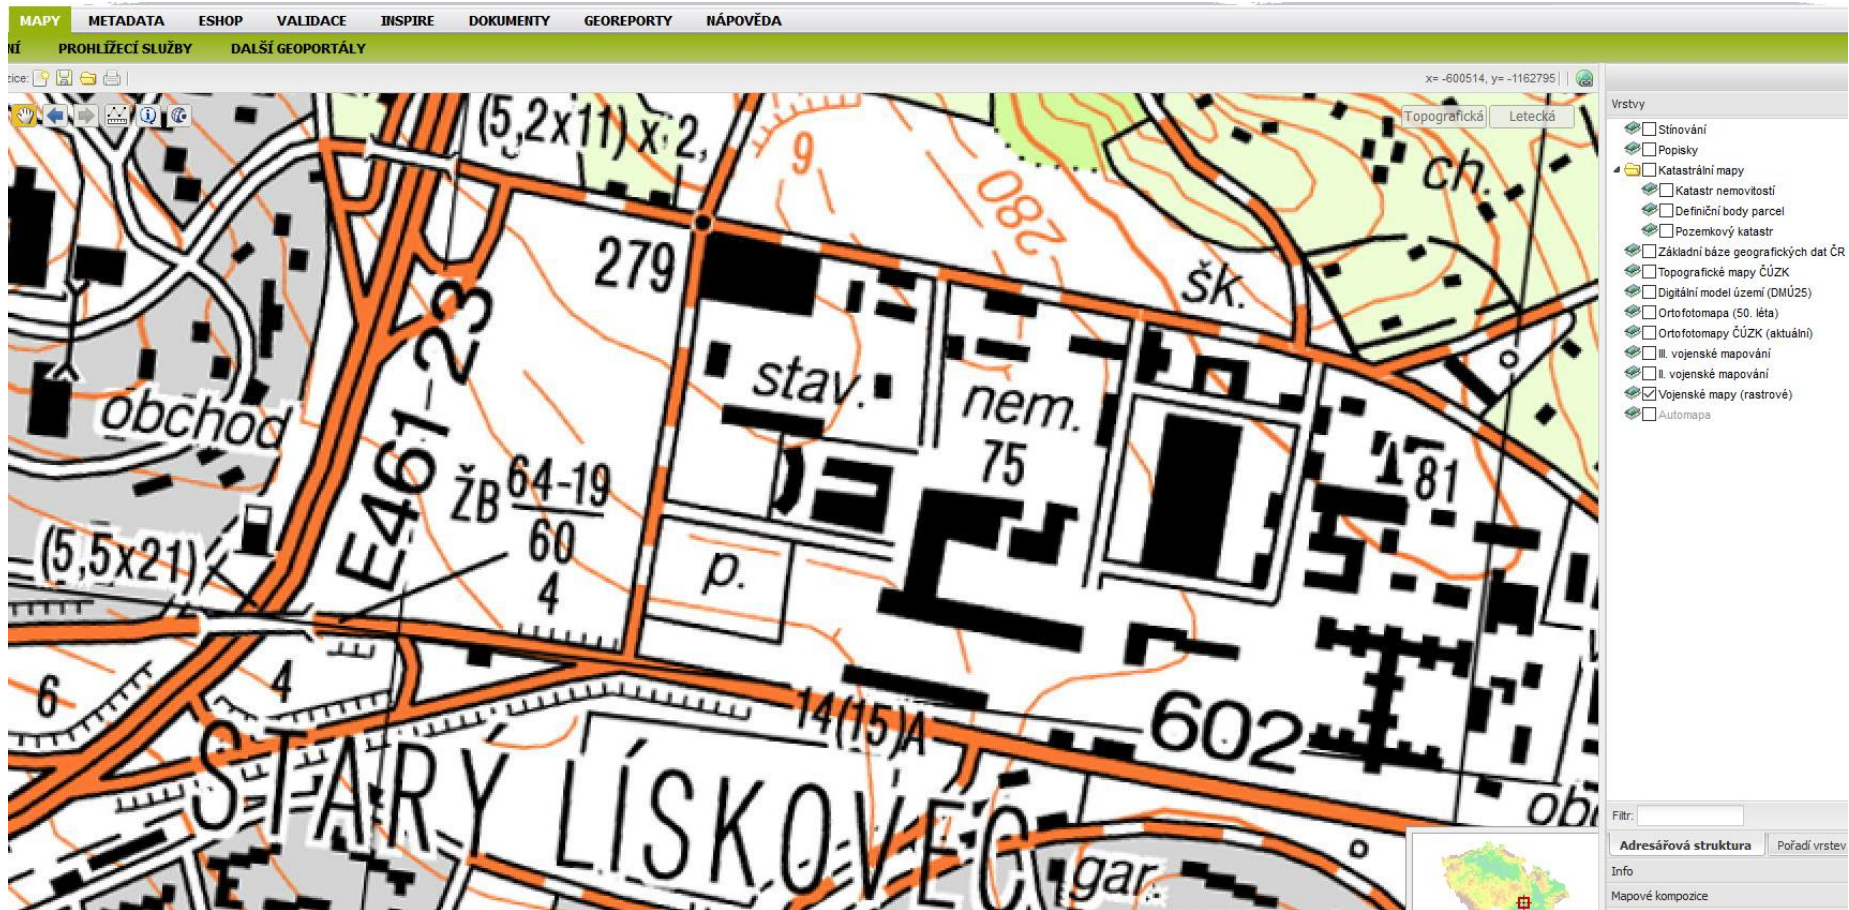 MAPY METADATA ESHOP VALIDACE INSPIRE DOKUMENTY GEOREPORTY NÁPOVĚDA
NÍ PROHLÍŽECÍ SLUŽBY DALŠÍ GEOPORTÁLY
zice:
x= -600514, y= -1162795
Topografická Letecká
(5,2x11) x 2,
9
280
ch.
279
šk.
E461-23
stav.
nem.
75
obchod
81
ŽB 64-19
60
4
(5,5x21)
p.
6
4
14(15)A
602
STARÝ LÍSKOVEC
gar.
Vrstvy
Stínování
Popisky
Katastrální mapy
Katastr nemovitostí
Definiční body parcel
Pozemkový katastr
Základní báze geografických dat ČR
Topografické mapy ČÚZK
Digitální model území (DMÚ25)
Ortofotomapa (50. léta)
Ortofotomapy ČÚZK (aktuální)
III. vojenské mapování
II. vojenské mapování
Vojenské mapy (rastrové)
Automapa
Filtr:
Adresářová struktura Pořadí vrstev
Info
Mapové kompozice